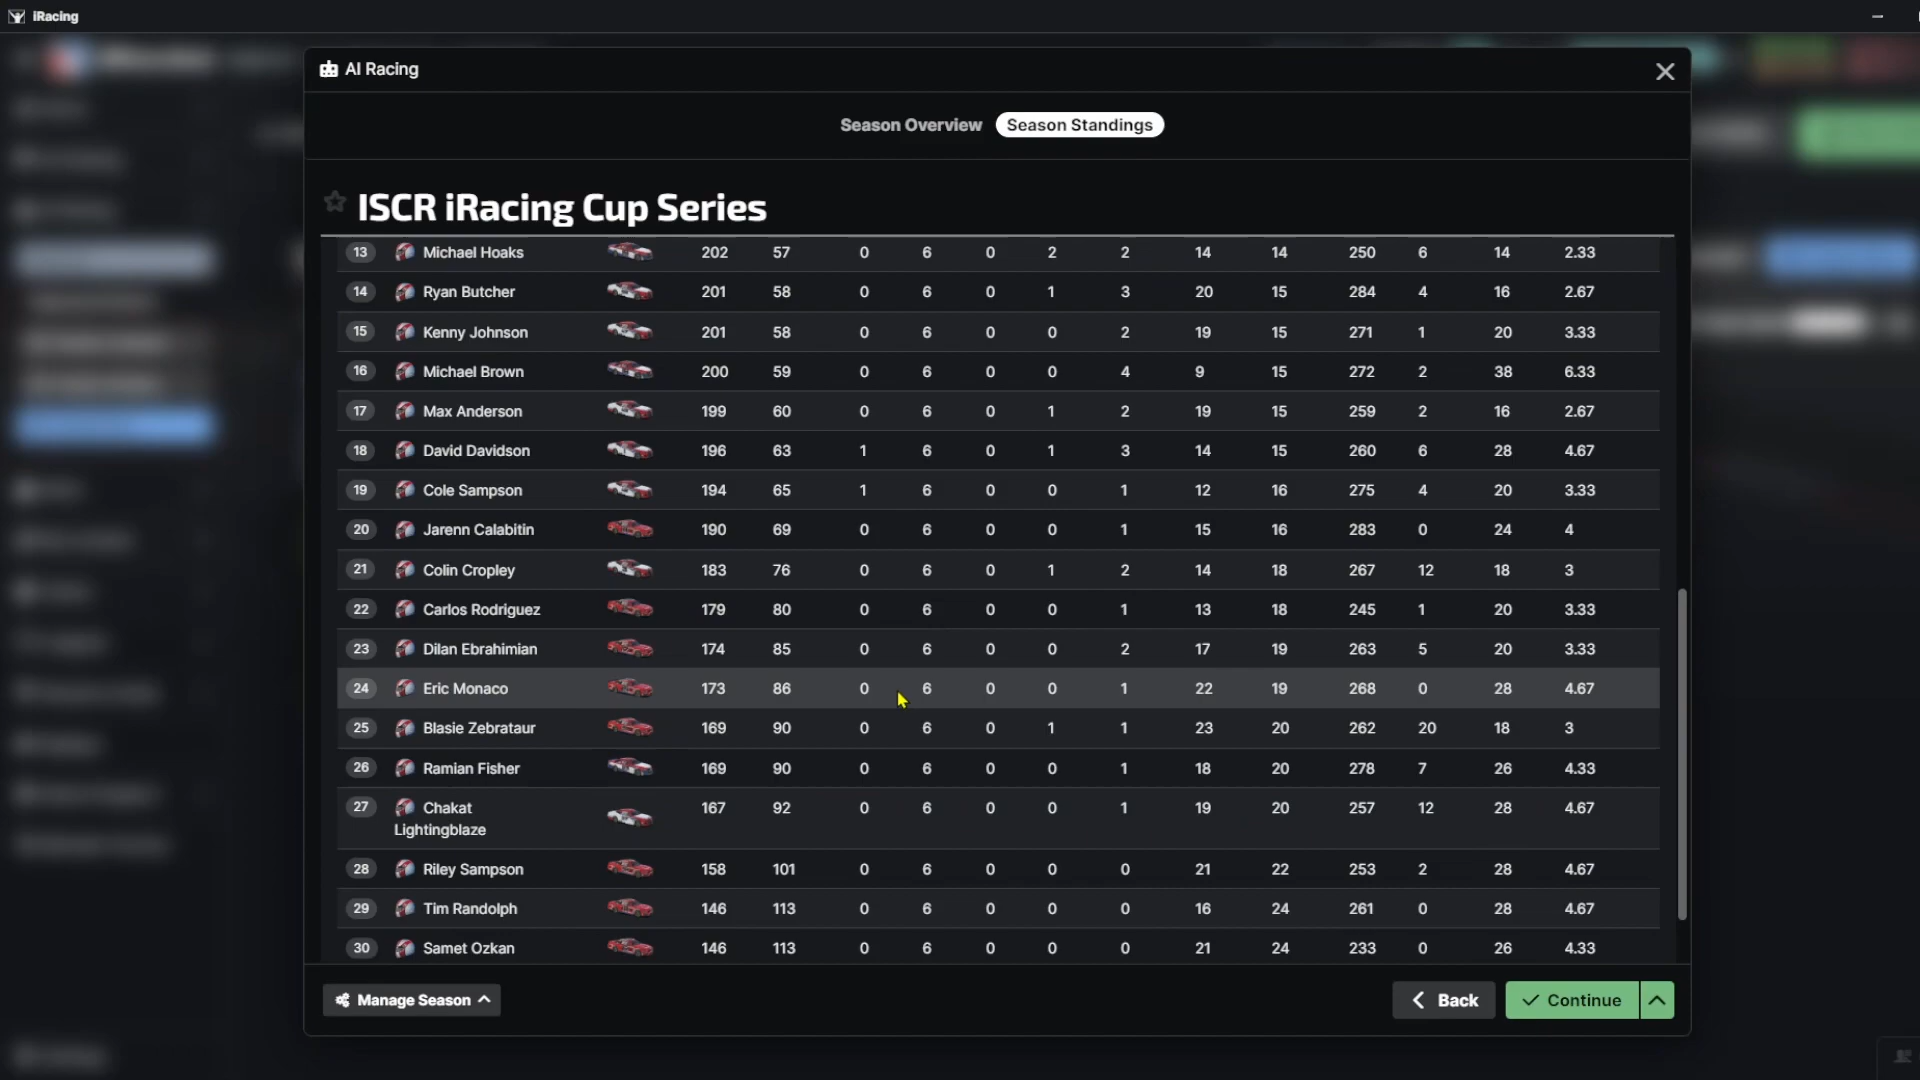 iRacing
AI Racing
Season Overview Season Standings
ISCR iRacing Cup Series
13 Michael Hoaks 202 57 0 6 0 2 2 14 14 250 6 14 2.33
14 Ryan Butcher 201 58 0 6 0 1 3 20 15 284 4 16 2.67
15 Kenny Johnson 201 58 0 6 0 0 2 19 15 271 1 20 3.33
16 Michael Brown 200 59 0 6 0 0 4 9 15 272 2 38 6.33
17 Max Anderson 199 60 0 6 0 1 2 19 15 259 2 16 2.67
18 David Davidson 196 63 1 6 0 1 3 14 15 260 6 28 4.67
19 Cole Sampson 194 65 1 6 0 0 1 12 16 275 4 20 3.33
20 Jarenn Calabitin 190 69 0 6 0 0 1 15 16 283 0 24 4
21 Colin Cropley 183 76 0 6 0 1 2 14 18 267 12 18 3
22 Carlos Rodriguez 179 80 0 6 0 0 1 13 18 245 1 20 3.33
23 Dilan Ebrahimian 174 85 0 6 0 0 2 17 19 263 5 20 3.33
24 Eric Monaco 173 86 0 6 0 0 1 22 19 268 0 28 4.67
25 Blasie Zebrataur 169 90 0 6 0 1 1 23 20 262 20 18 3
26 Ramian Fisher 169 90 0 6 0 0 1 18 20 278 7 26 4.33
27 Chakat 167 92 0 6 0 0 1 19 20 257 12 28 4.67
Lightingblaze
28 Riley Sampson 158 101 0 6 0 0 0 21 22 253 2 28 4.67
29 Tim Randolph 146 113 0 6 0 0 0 16 24 261 0 28 4.67
30 Samet Ozkan 146 113 0 6 0 0 0 21 24 233 0 26 4.33
Manage Season Back Continue